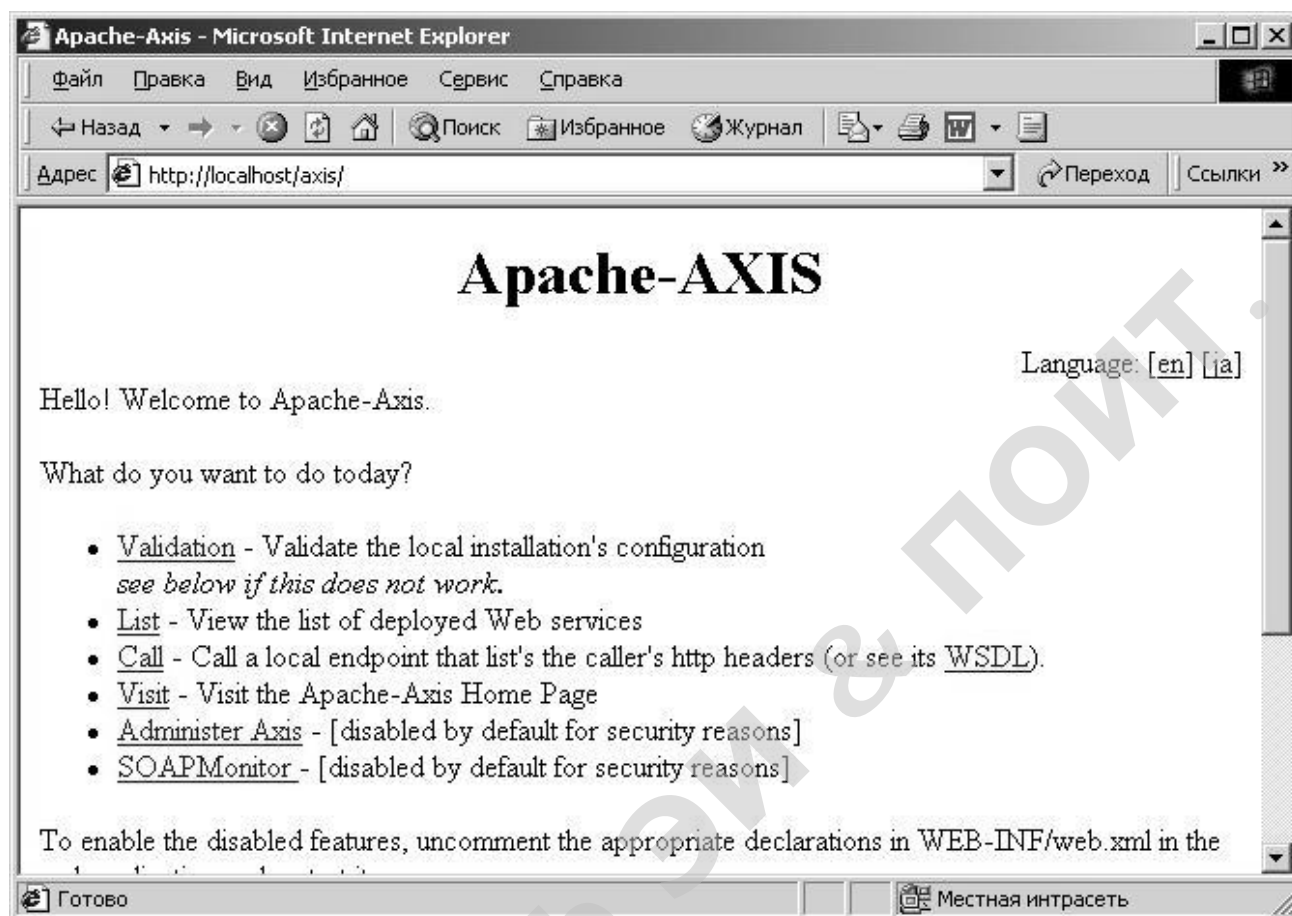 Apache-Axis - Microsoft Internet Explorer
Файл Правка Вид Избранное Сервис Справка
Назад Поиск Избранное Журнал
Адрес http://localhost/axis/ Переход Ссылки »
Apache-AXIS
Language: [en] [ja]
Hello! Welcome to Apache-Axis.
What do you want to do today?
• Validation - Validate the local installation's configuration
see below if this does not work.
• List - View the list of deployed Web services
• Call - Call a local endpoint that list's the caller's http headers (or see its WSDL).
• Visit - Visit the Apache-Axis Home Page
• Administer Axis - [disabled by default for security reasons]
• SOAPMonitor - [disabled by default for security reasons]
To enable the disabled features, uncomment the appropriate declarations in WEB-INF/web.xml in the
Готово Местная интрасеть
ЭИ & ПОИТ.